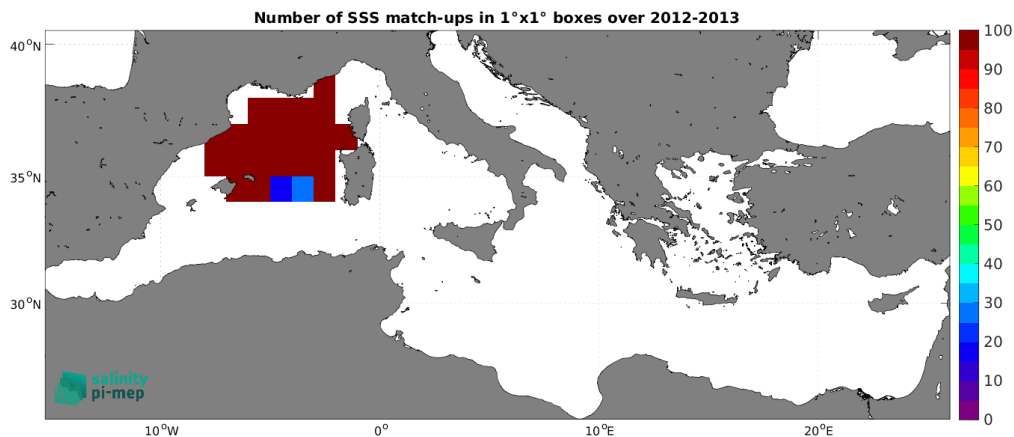 Number of SSS match-ups in 1°x1° boxes over 2012-2013
40°N
35°N
30°N
10°W
0°
10°E
20°E
100
90
80
70
60
50
40
30
20
10
0
salinity
pi-mep